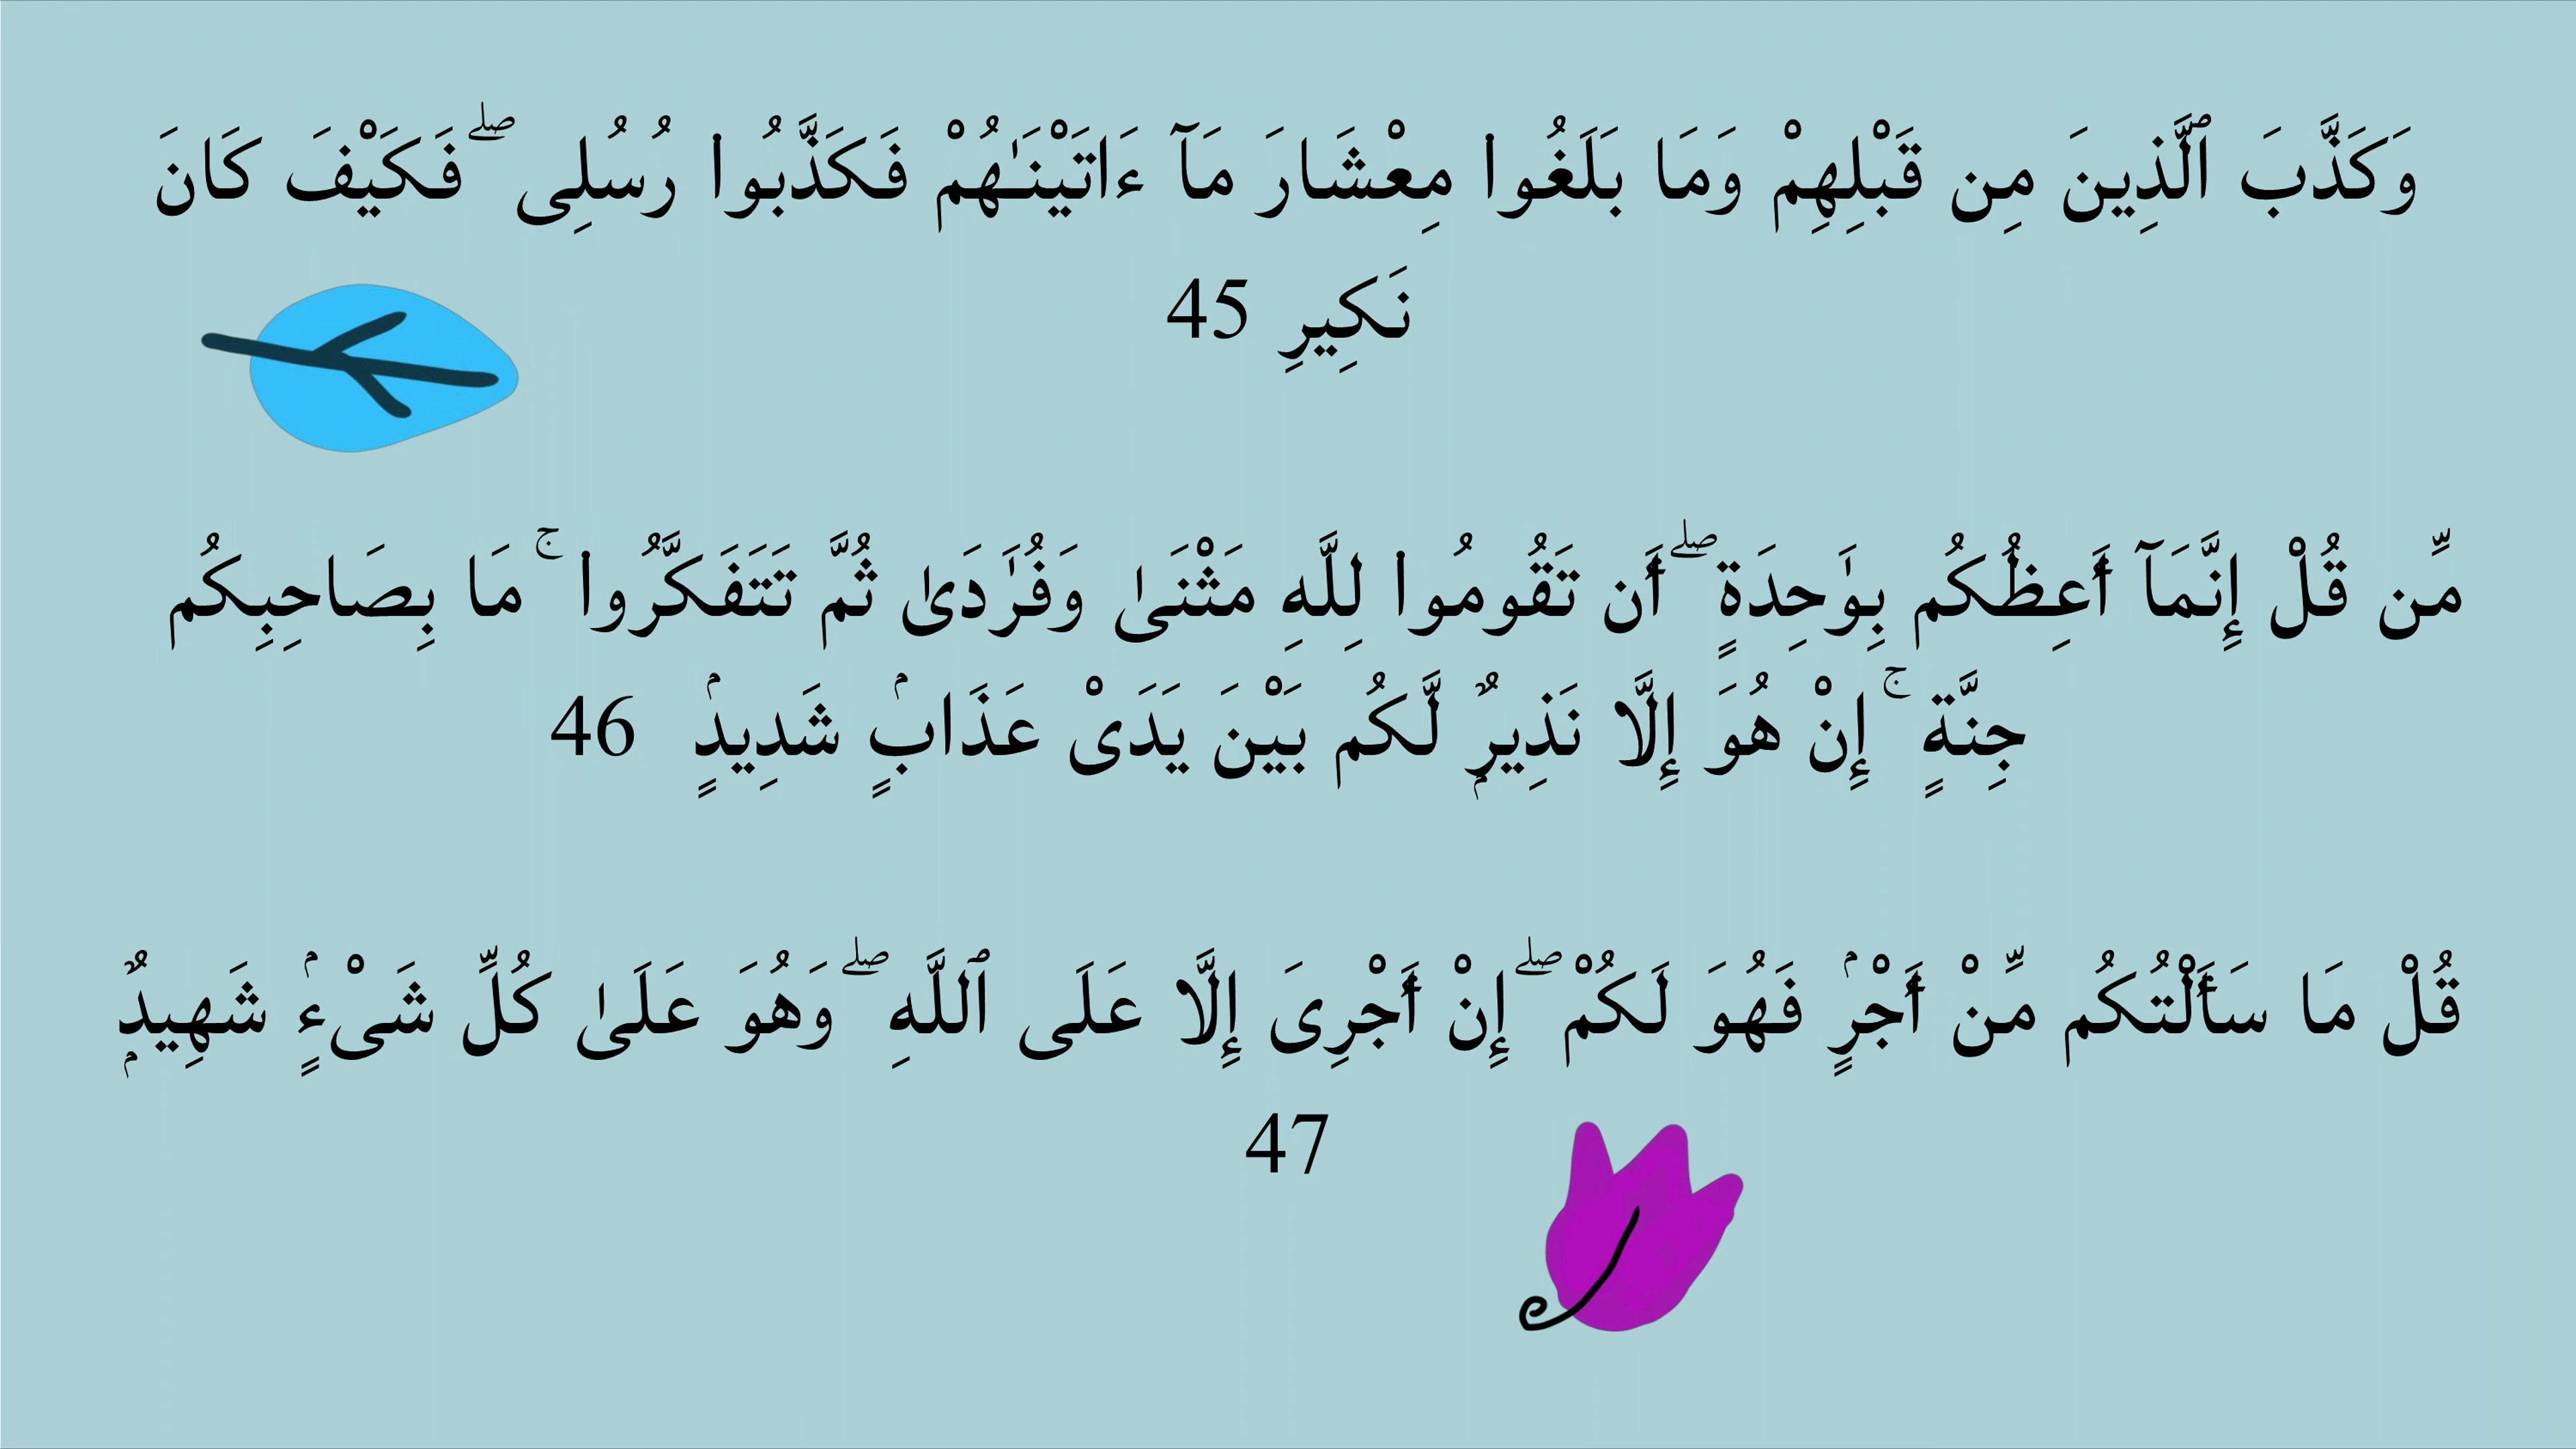 وَكَذَّبَ ٱلَّذِينَ مِن قَبْلِهِمْ وَمَا بَلَغُوا۟ مِعْشَارَ مَآ ءَاتَيْنَـٰهُمْ فَكَذَّبُوا۟ رُسُلِى ۖ فَكَيْفَ كَانَ
نَكِيرِ 45
مِّن قُلْ إِنَّمَآ أَعِظُكُم بِوَٰحِدَةٍ ۖ أَن تَقُومُوا۟ لِلَّهِ مَثْنَىٰ وَفُرَٰدَىٰ ثُمَّ تَتَفَكَّرُوا۟ ۚ مَا بِصَاحِبِكُم
جِنَّةٍ ۚ إِنْ هُوَ إِلَّا نَذِيرٌۭ لَّكُم بَيْنَ يَدَىْ عَذَابٍۢ شَدِيدٍۢ 46
قُلْ مَا سَأَلْتُكُم مِّنْ أَجْرٍۢ فَهُوَ لَكُمْ ۖ إِنْ أَجْرِىَ إِلَّا عَلَى ٱللَّهِ ۖ وَهُوَ عَلَىٰ كُلِّ شَىْءٍۢ شَهِيدٌۭ
47